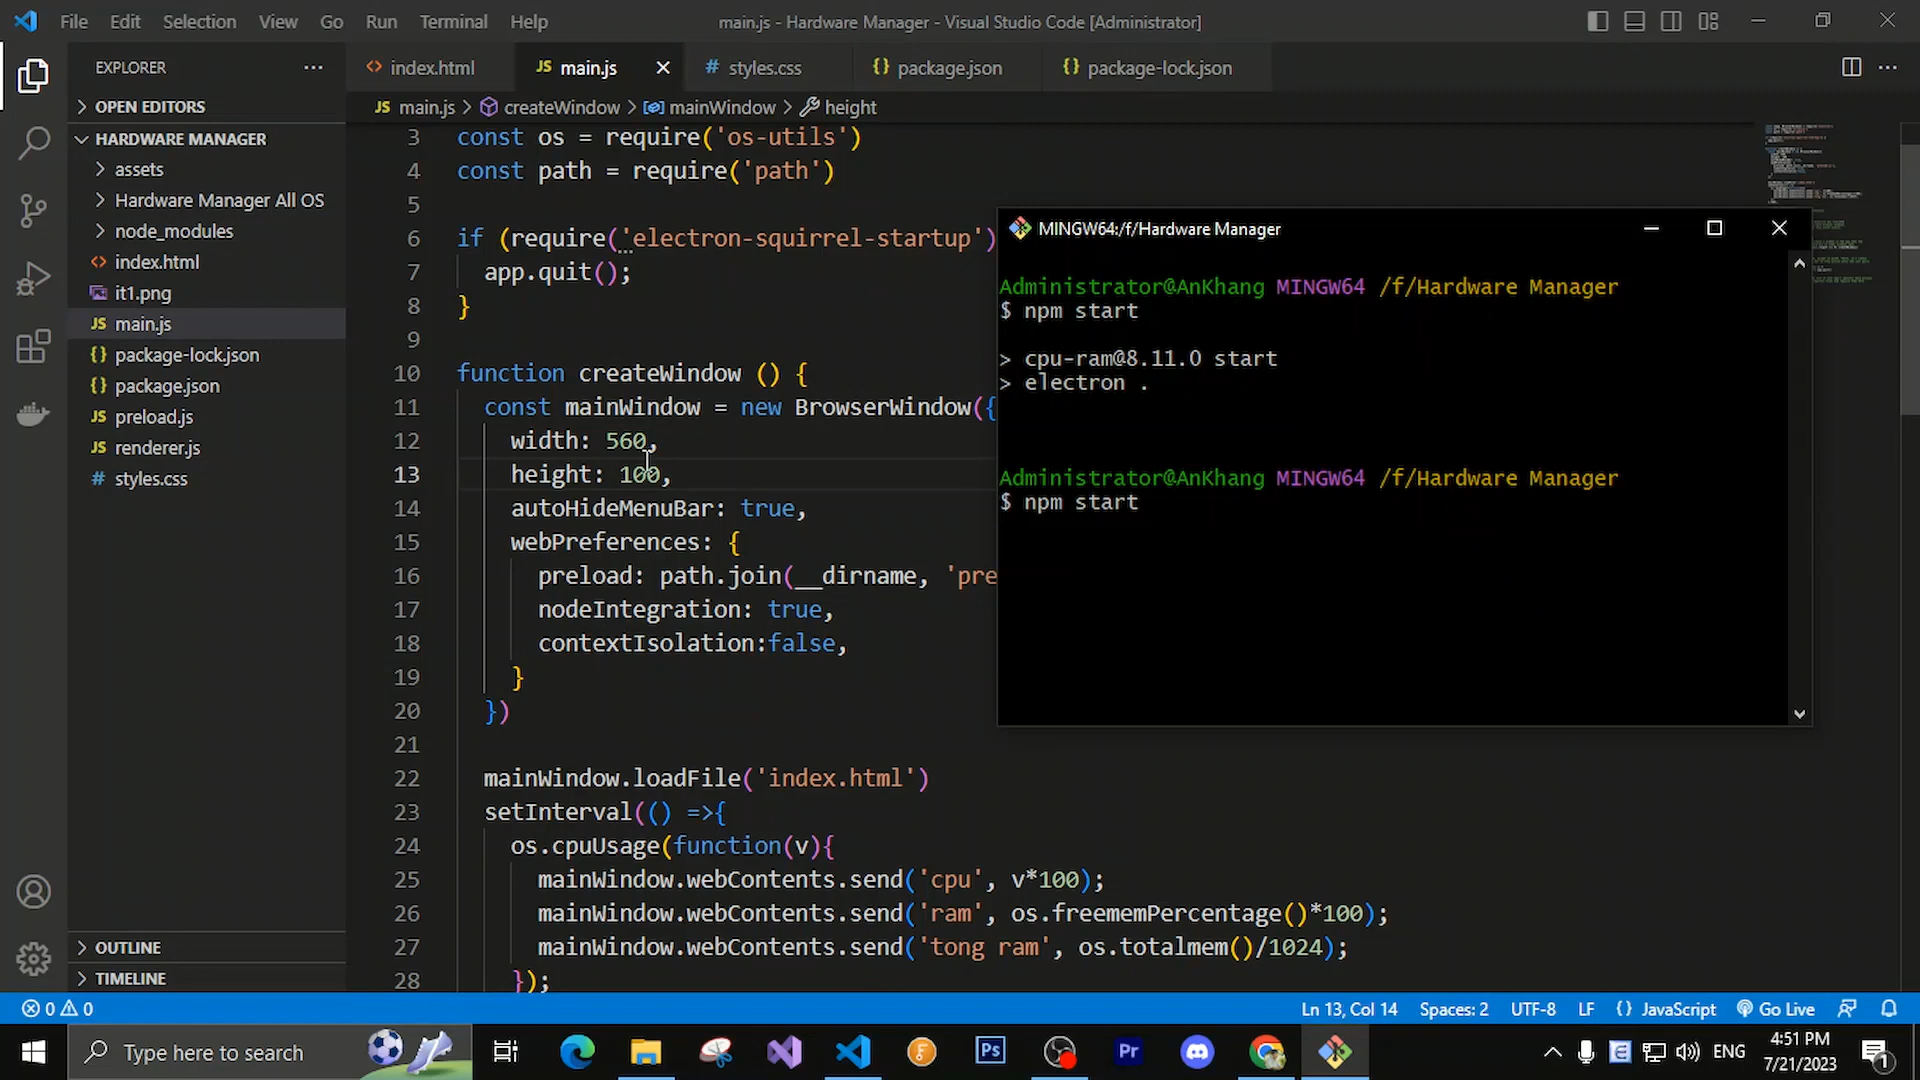 File Edit Selection View Go Run Terminal Help
main.js - Hardware Manager - Visual Studio Code [Administrator]
EXPLORER
OPEN EDITORS
HARDWARE MANAGER
assets
Hardware Manager All OS
node_modules
index.html
it1.png
main.js
package-lock.json
package.json
preload.js
renderer.js
styles.css
OUTLINE
TIMELINE
index.html
JS main.js
# styles.css
{} package.json
{} package-lock.json
JS main.js > createWindow > mainWindow > height
3 const os = require('os-utils')
4 const path = require('path')
5
6 if (require('electron-squirrel-startup')
7 app.quit();
8 }
9
10 function createWindow () {
11 const mainWindow = new BrowserWindow({
12 width: 560,
13 height: 100,
14 autoHideMenuBar: true,
15 webPreferences: {
16 preload: path.join(__dirname, 'pre
17 nodeIntegration: true,
18 contextIsolation:false,
19 }
20 })
21
22 mainWindow.loadFile('index.html')
23 setInterval(() =>{
24 os.cpuUsage(function(v){
25 mainWindow.webContents.send('cpu', v*100);
26 mainWindow.webContents.send('ram', os.freememPercentage()*100);
27 mainWindow.webContents.send('tong ram', os.totalmem()/1024);
28 });
MINGW64:/f/Hardware Manager
Administrator@AnKhang MINGW64 /f/Hardware Manager
$ npm start
> cpu-ram@8.11.0 start
> electron .
Administrator@AnKhang MINGW64 /f/Hardware Manager
$ npm start
0 0
Ln 13, Col 14 Spaces: 2 UTF-8 LF {} JavaScript Go Live
Type here to search
Ps
Pr
ENG
4:51 PM
7/21/2023
1